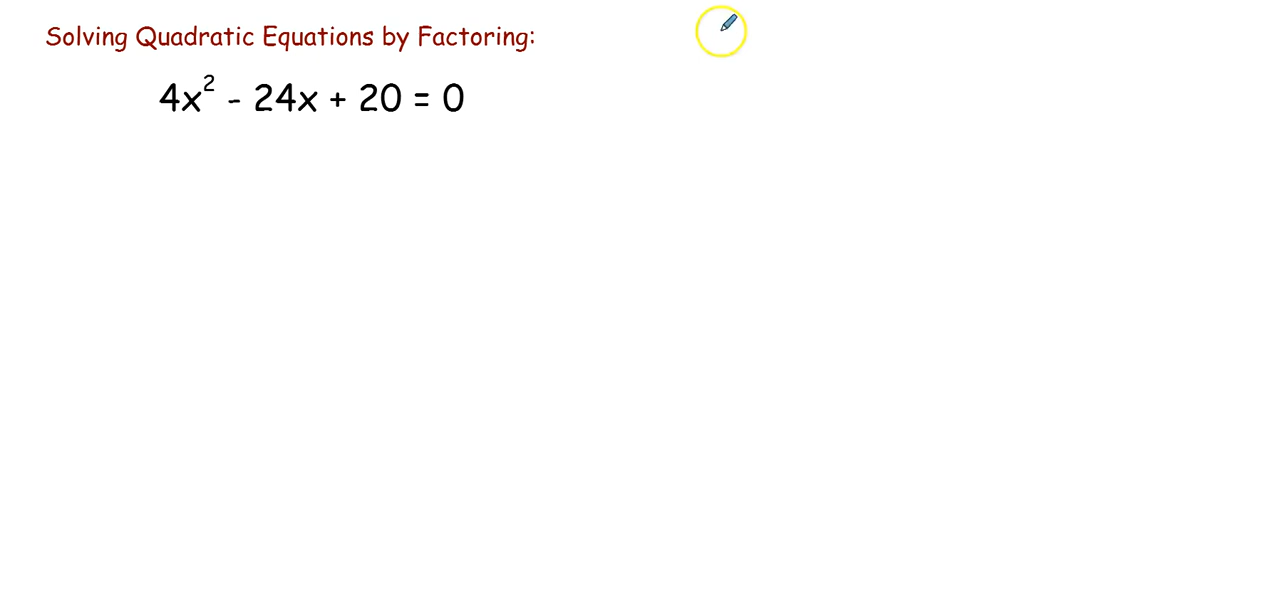 Solving Quadratic Equations by Factoring:
4x² - 24x + 20 = 0